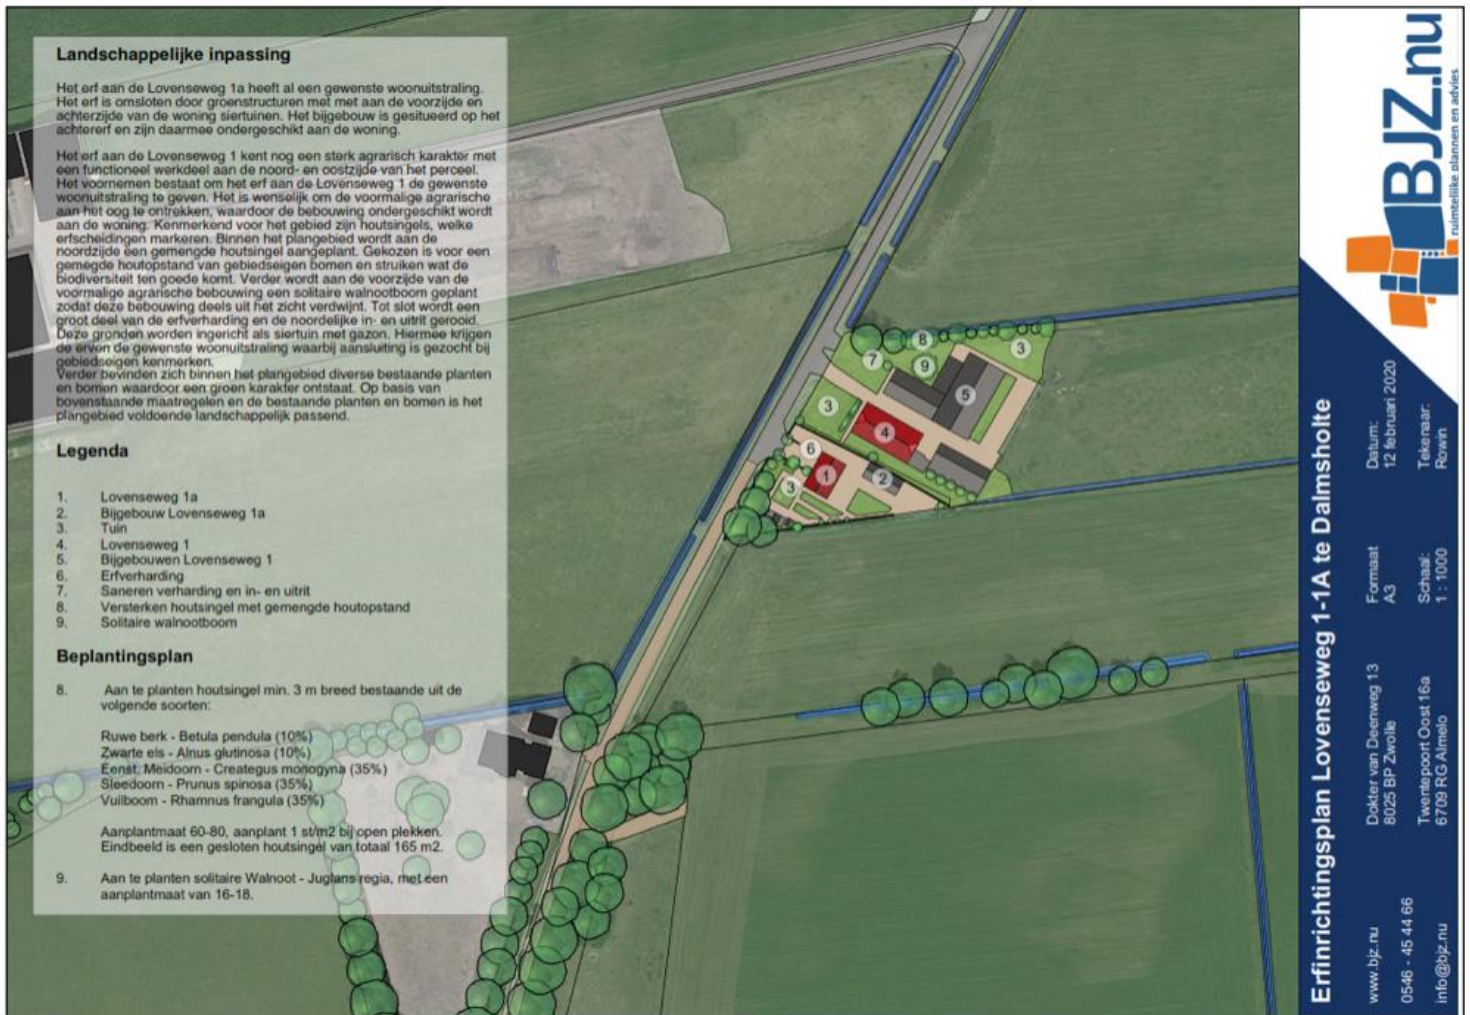 Landschappelijke inpassing
Het erf aan de Lovenseweg 1a heeft al een gewenste woonuitstraling.
Het erf is omsloten door groenstructuren met met aan de voorzijde en
achterzijde van de woning siertuinen. Het bijgebouw is gesitueerd op het
achtererf en zijn daarmee ondergeschikt aan de woning.
Het erf aan de Lovenseweg 1 kent nog een sterk agrarisch karakter met
een functioneel werkdeel aan de noord- en oostzijde van het perceel.
Het voornemen bestaat om het erf aan de Lovenseweg 1 de gewenste
woonuitstraling te geven. Het is wenselijk om de voormalige agrarische
aan het oog te ontrekken, waardoor de bebouwing ondergeschikt wordt
aan de woning. Kenmerkend voor het gebied zijn houtsingels, welke
erfscheidingen markeren. Binnen het plangebied wordt aan de
noordzijde een gemengde houtsingel aangeplant. Gekozen is voor een
gemegde houtopstand van gebiedseigen bomen en struiken wat de
biodiversiteit ten goede komt. Verder wordt aan de voorzijde van de
voormalige agrarische bebouwing een solitaire walnootboom geplant
zodat deze bebouwing deels uit het zicht verdwijnt. Tot slot wordt een
groot deel van de erfverharding en de noordelijke in- en uitrit gerooid.
Deze gronden worden ingericht als siertuin met gazon. Hiermee krijgen
de erven de gewenste woonuitstraling waarbij aansluiting is gezocht bij
gebiedseigen kenmerken.
Verder bevinden zich binnen het plangebied diverse bestaande planten
en bomen waardoor een groen karakter ontstaat. Op basis van
bovenstaande maatregelen en de bestaande planten en bomen is het
plangebied voldoende landschappelijk passend.
Legenda
1. Lovenseweg 1a
2. Bijgebouw Lovenseweg 1a
3. Tuin
4. Lovenseweg 1
5. Bijgebouwen Lovenseweg 1
6. Erfverharding
7. Saneren verharding en in- en uitrit
8. Versterken houtsingel met gemengde houtopstand
9. Solitaire walnootboom
Beplantingsplan
8. Aan te planten houtsingel min. 3 m breed bestaande uit de
volgende soorten:
Ruwe berk - Betula pendula (10%)
Zwarte els - Alnus glutinosa (10%)
Eenst. Meidoorn - Creategus monogyna (35%)
Sleedoorn - Prunus spinosa (35%)
Vuilboom - Rhamnus frangula (35%)
Aanplantmaat 60-80, aanplant 1 st/m2 bij open plekken.
Eindbeeld is een gesloten houtsingel van totaal 165 m2.
9. Aan te planten solitaire Walnoot - Juglans regia, met een
aanplantmaat van 16-18.
7
8
3
9
5
3
4
6
1
2
3
BJZ.nu
ruimtelijke plannen en advies
Erfinrichtingsplan Lovenseweg 1-1A te Dalmsholte
Datum:
12 februari 2020
Tekenaar:
Rowin
Formaat
A3
Schaal:
1 : 1000
Dokter van Deenweg 13
8025 BP Zwolle
Twentepoort Oost 16a
6709 RG Almelo
www.bjz.nu
0546 - 45 44 66
info@bjz.nu